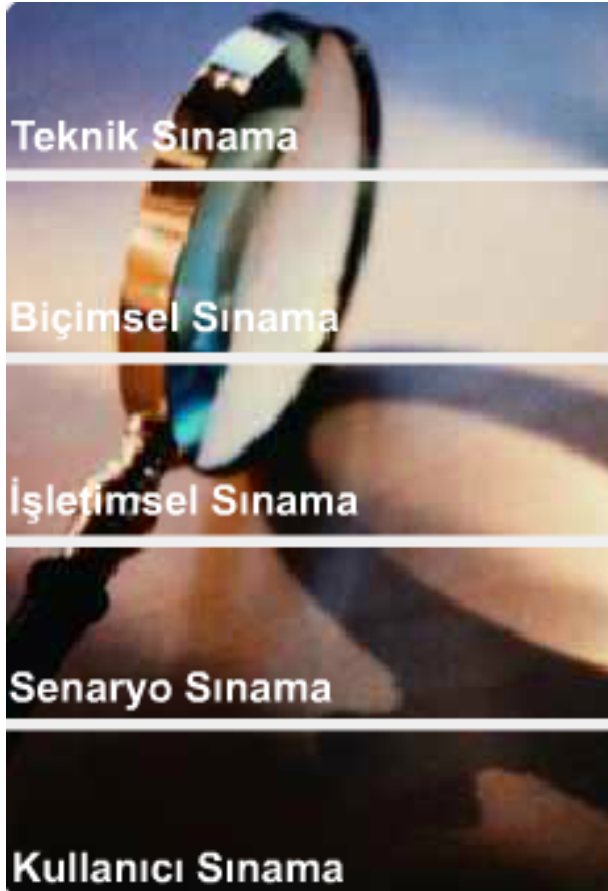 Teknik Sınama
Biçimsel Sınama
İşletimsel Sınama
Senaryo Sınama
Kullanıcı Sınama